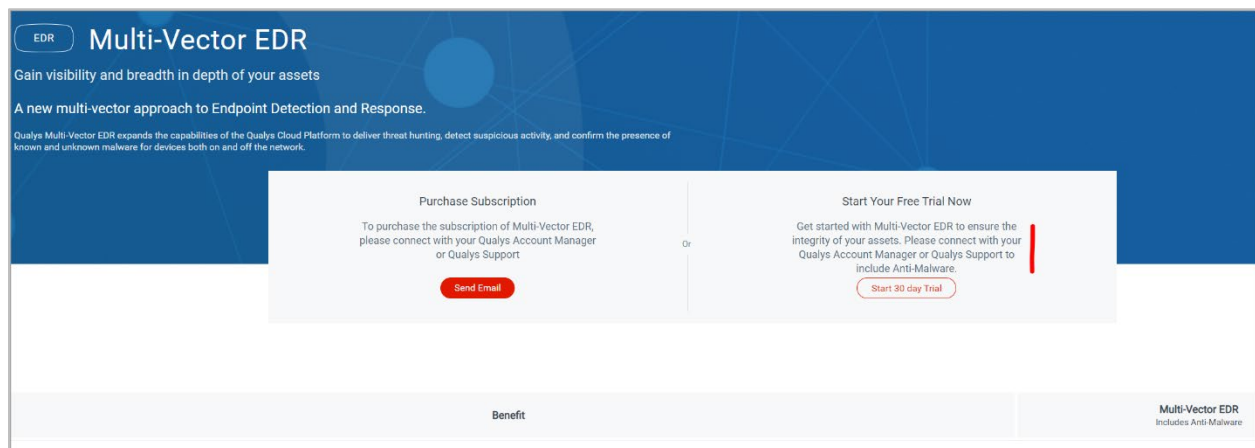 EDR
Multi-Vector EDR
Gain visibility and breadth in depth of your assets
A new multi-vector approach to Endpoint Detection and Response.
Qualys Multi-Vector EDR expands the capabilities of the Qualys Cloud Platform to deliver threat hunting, detect suspicious activity, and confirm the presence of
known and unknown malware for devices both on and off the network.
Purchase Subscription
To purchase the subscription of Multi-Vector EDR,
please connect with your Qualys Account Manager
or Qualys Support
Send Email
Or
Start Your Free Trial Now
Get started with Multi-Vector EDR to ensure the
integrity of your assets. Please connect with your
Qualys Account Manager or Qualys Support to
include Anti-Malware.
Start 30 day Trial
Benefit
Multi-Vector EDR
Includes Anti-Malware